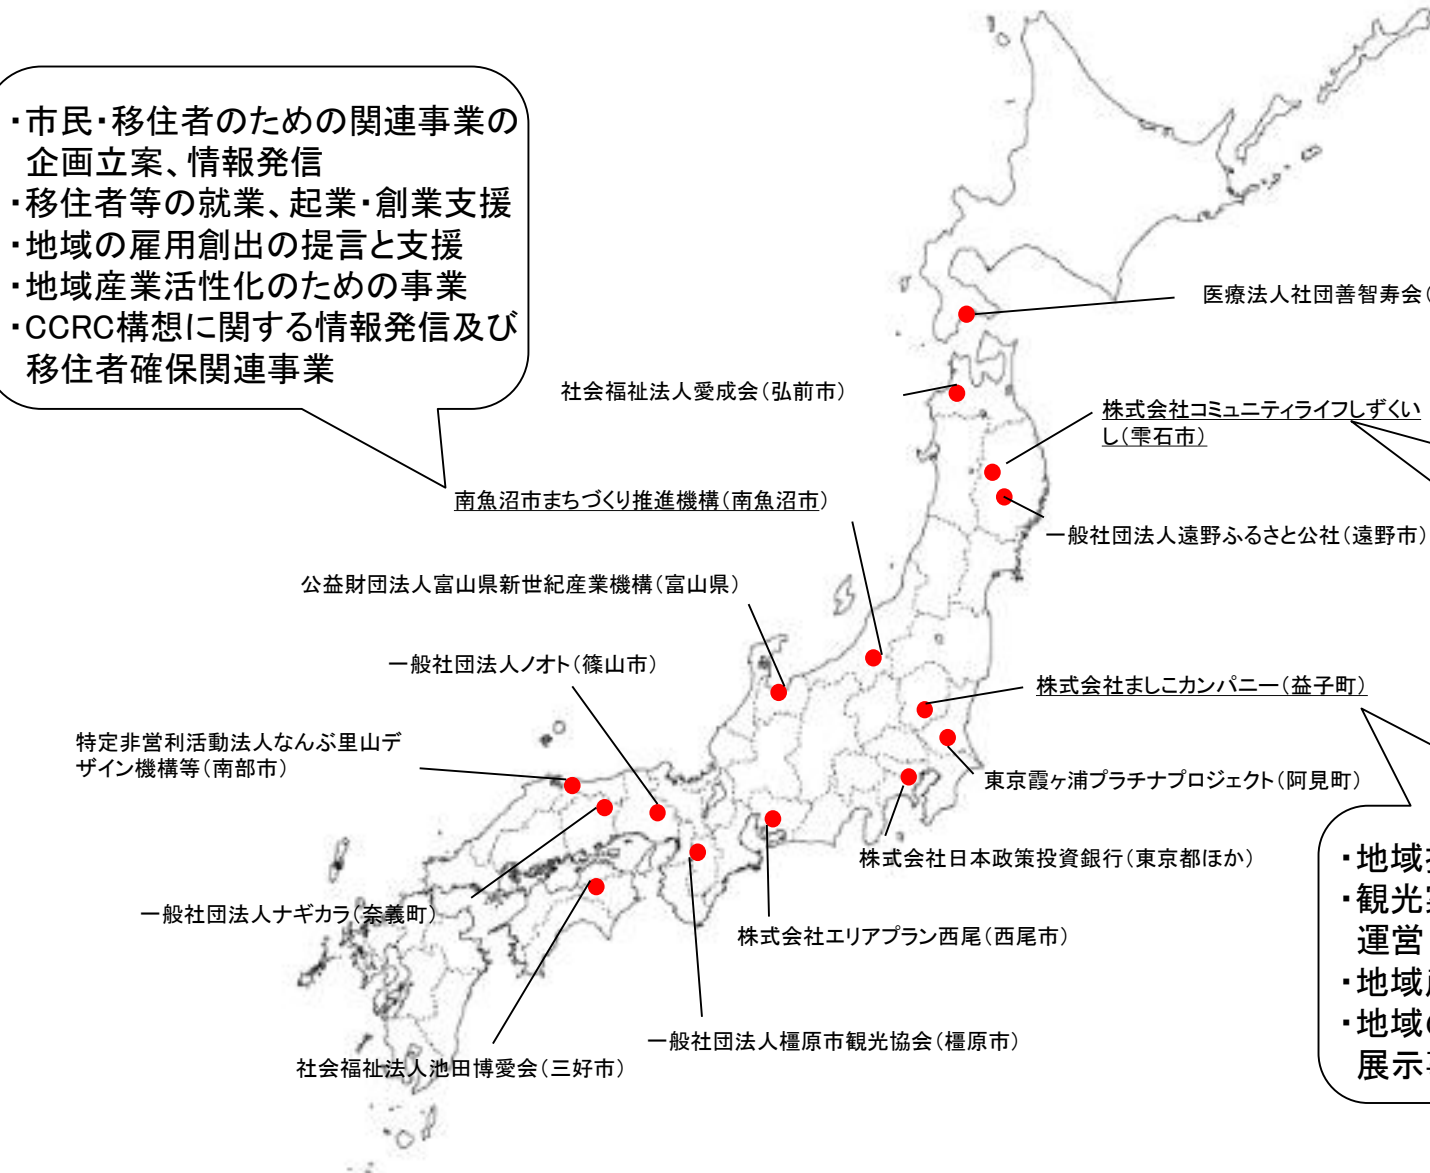 ・市民・移住者のための関連事業の
企画立案、情報発信
・移住者等の就業、起業・創業支援
・地域の雇用創出の提言と支援
・地域産業活性化のための事業
・CCRC構想に関する情報発信及び
移住者確保関連事業
医療法人社団善智寿会(
社会福祉法人愛成会(弘前市)
株式会社コミュニティライフしずくい
し(雫石市)
南魚沼市まちづくり推進機構(南魚沼市)
一般社団法人遠野ふるさと公社(遠野市)
公益財団法人富山県新世紀産業機構(富山県)
一般社団法人ノオト(篠山市)
株式会社ましこカンパニー(益子町)
特定非営利活動法人なんぶ里山デ
ザイン機構等(南部市)
東京霞ヶ浦プラチナプロジェクト(阿見町)
株式会社日本政策投資銀行(東京都ほか)
一般社団法人ナギカラ(奈義町)
株式会社エリアプラン西尾(西尾市)
一般社団法人橿原市観光協会(橿原市)
社会福祉法人池田博愛会(三好市)
・地域
・観光
運営
・地域
・地域
展示